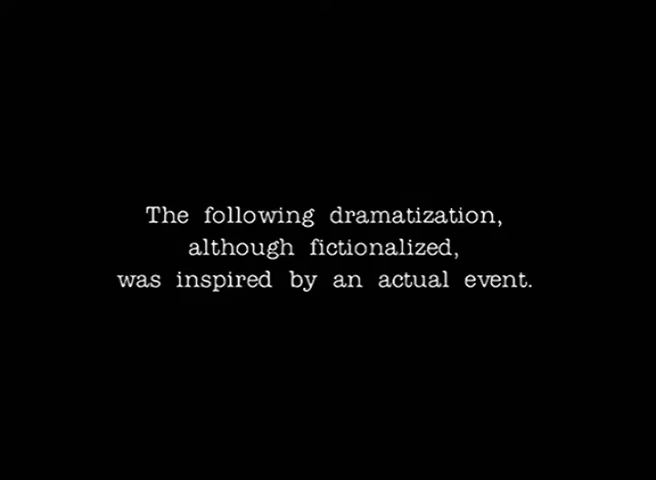 The following dramatization,
although fictionalized,
was inspired by an actual event.